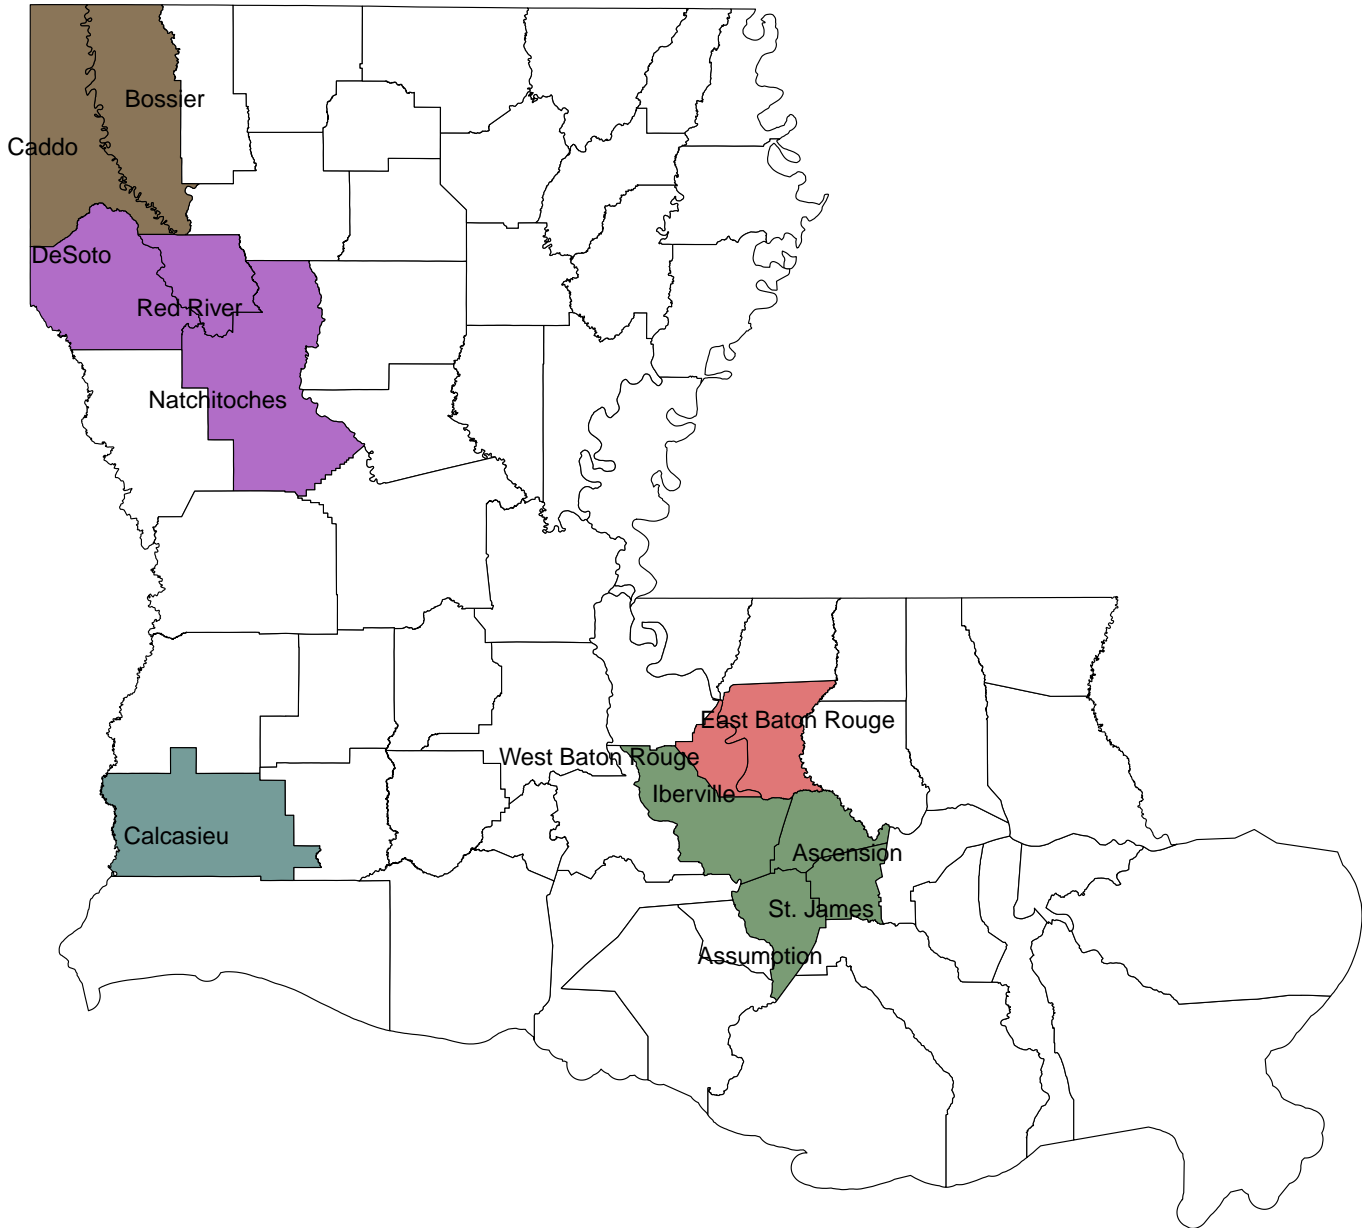 Bossier
Caddo
DeSoto
Red River
Natchitoches
East Baton Rouge
West Baton Rouge
Iberville
Calcasieu
Ascension
St. James
Assumption